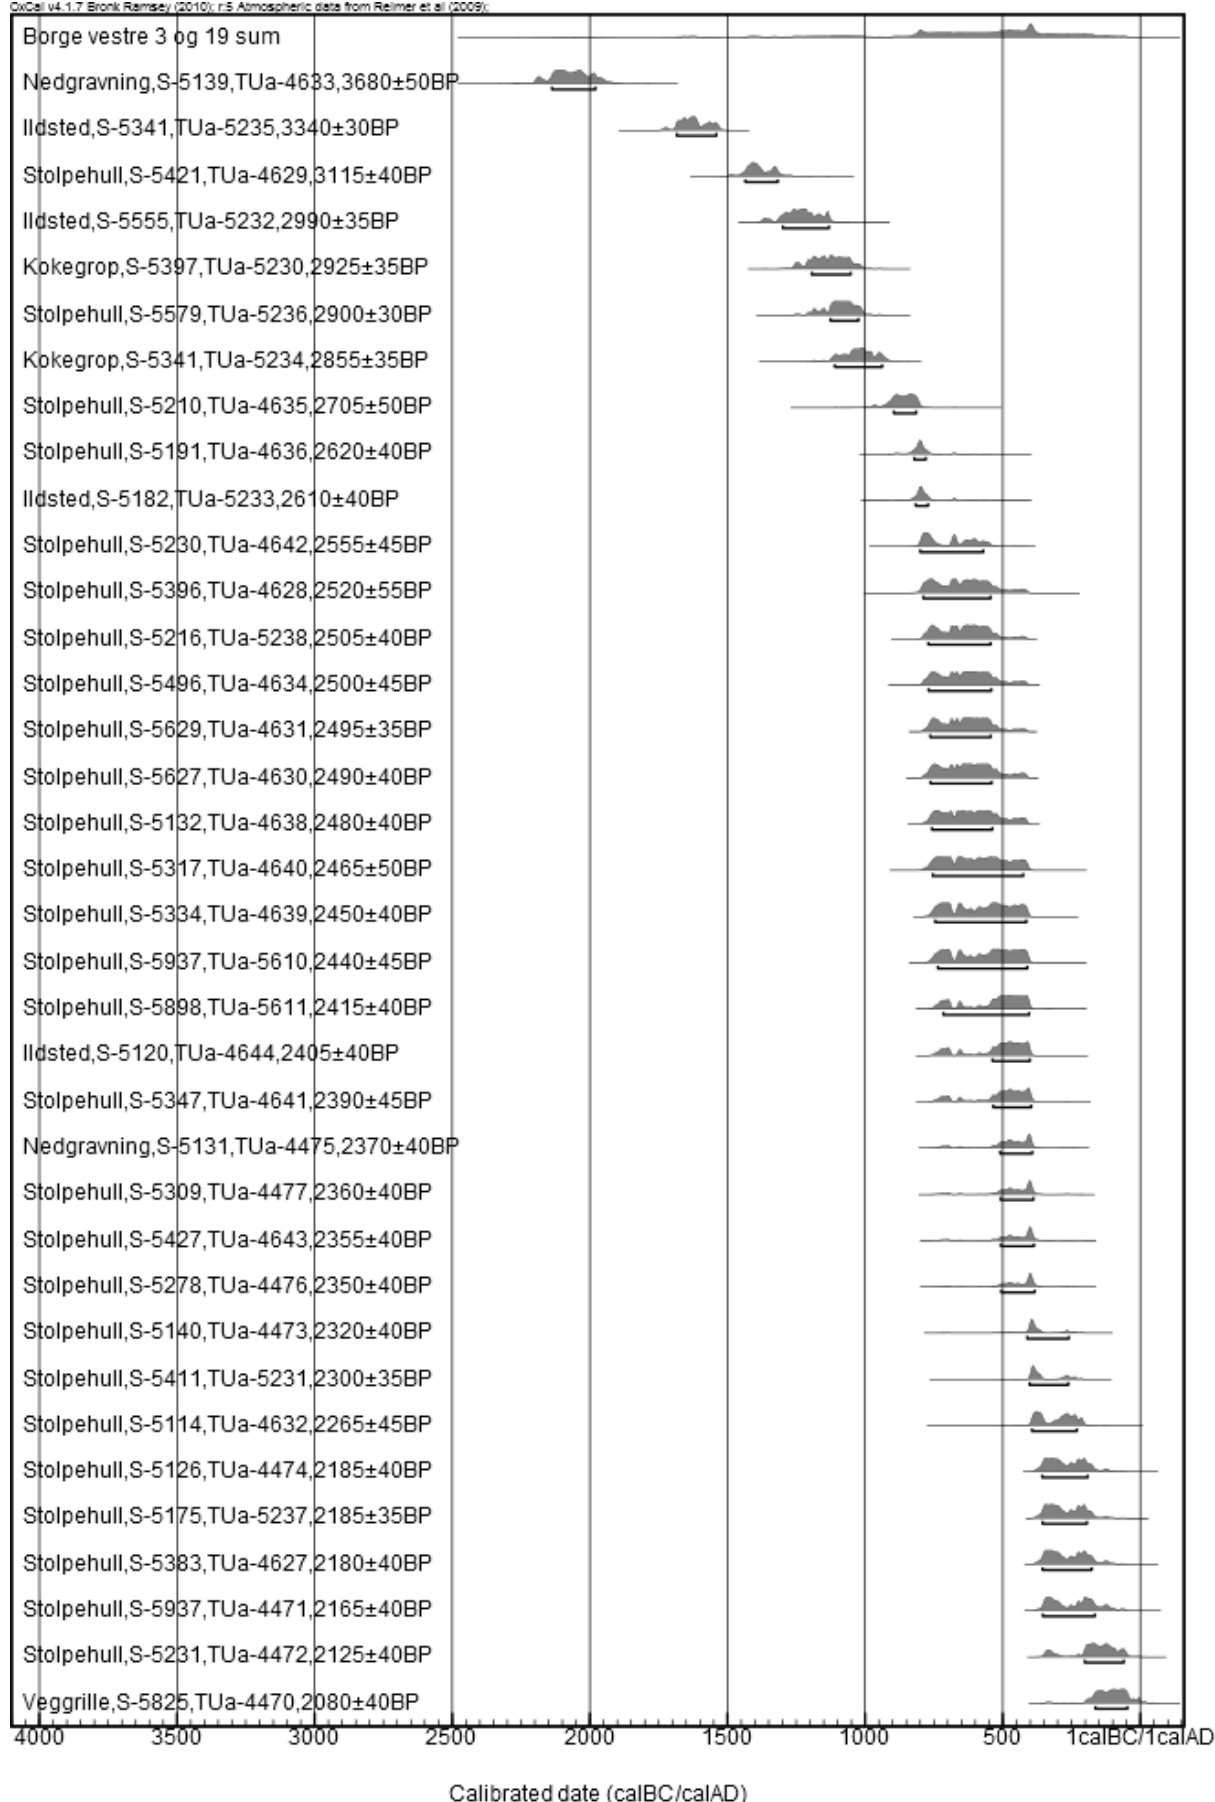 OxCal v4.1.7 Bronk Ramsey (2010); r:5 Atmospheric data from Reimer et al (2009);
Borge vestre 3 og 19 sum
Nedgravning,S-5139,TUa-4633,3680±50BP
Ildsted,S-5341,TUa-5235,3340±30BP
Stolpehull,S-5421,TUa-4629,3115±40BP
Ildsted,S-5555,TUa-5232,2990±35BP
Kokegrop,S-5397,TUa-5230,2925±35BP
Stolpehull,S-5579,TUa-5236,2900±30BP
Kokegrop,S-5341,TUa-5234,2855±35BP
Stolpehull,S-5210,TUa-4635,2705±50BP
Stolpehull,S-5191,TUa-4636,2620±40BP
Ildsted,S-5182,TUa-5233,2610±40BP
Stolpehull,S-5230,TUa-4642,2555±45BP
Stolpehull,S-5396,TUa-4628,2520±55BP
Stolpehull,S-5216,TUa-5238,2505±40BP
Stolpehull,S-5496,TUa-4634,2500±45BP
Stolpehull,S-5629,TUa-4631,2495±35BP
Stolpehull,S-5627,TUa-4630,2490±40BP
Stolpehull,S-5132,TUa-4638,2480±40BP
Stolpehull,S-5317,TUa-4640,2465±50BP
Stolpehull,S-5334,TUa-4639,2450±40BP
Stolpehull,S-5937,TUa-5610,2440±45BP
Stolpehull,S-5898,TUa-5611,2415±40BP
Ildsted,S-5120,TUa-4644,2405±40BP
Stolpehull,S-5347,TUa-4641,2390±45BP
Nedgravning,S-5131,TUa-4475,2370±40BP
Stolpehull,S-5309,TUa-4477,2360±40BP
Stolpehull,S-5427,TUa-4643,2355±40BP
Stolpehull,S-5278,TUa-4476,2350±40BP
Stolpehull,S-5140,TUa-4473,2320±40BP
Stolpehull,S-5411,TUa-5231,2300±35BP
Stolpehull,S-5114,TUa-4632,2265±45BP
Stolpehull,S-5126,TUa-4474,2185±40BP
Stolpehull,S-5175,TUa-5237,2185±35BP
Stolpehull,S-5383,TUa-4627,2180±40BP
Stolpehull,S-5937,TUa-4471,2165±40BP
Stolpehull,S-5231,TUa-4472,2125±40BP
Veggrille,S-5825,TUa-4470,2080±40BP
4000 3500 3000 2500 2000 1500 1000 500 1calBC/1calAD
Calibrated date (calBC/calAD)